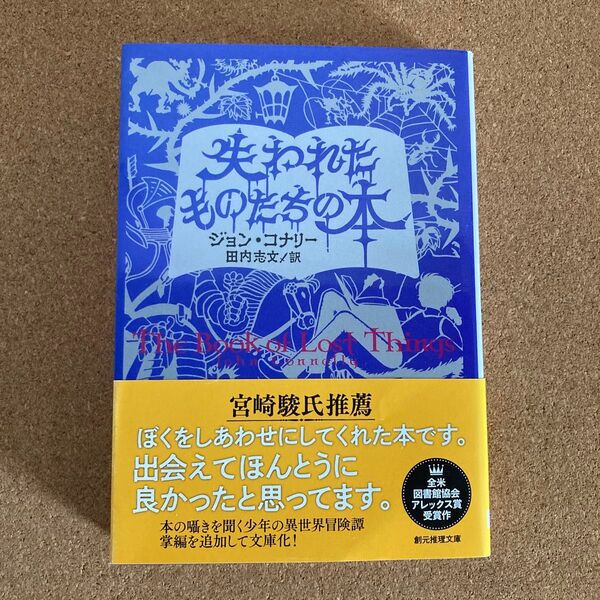 失われた
ものたちの本
ジョン・コナリー
田内志文/訳
The Book of Lost Things
John Connolly
宮崎駿氏推薦
ぼくをしあわせにしてくれた本です。
出会えてほんとうに
良かったと思ってます。
本の囁きを聞く少年の異世界冒険譚
掌編を追加して文庫化!
全米
図書館協会
アレックス賞
受賞作
創元推理文庫